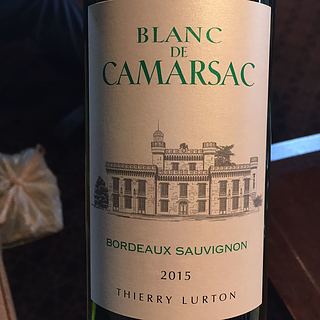 BLANC
DE
CAMARSAC
BORDEAUX SAUVIGNON
2015
THIERRY LURTON